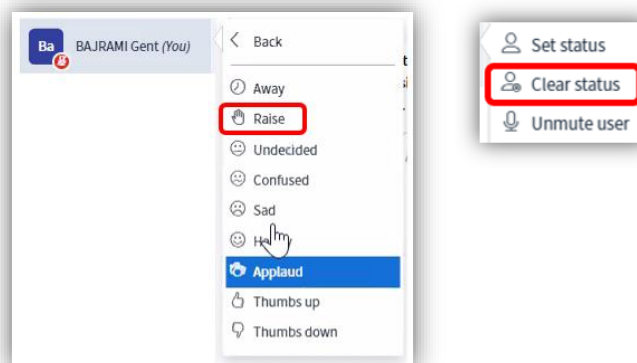 Ba BAJRAMI Gent (You)
Back
Away
Raise
Undecided
Confused
Sad
Applaud
Thumbs up
Thumbs down
Set status
Clear status
Unmute user